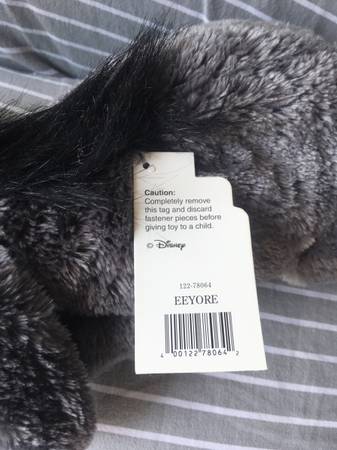 Caution:
Completely remove
this tag and discard
fastener pieces before
giving toy to a child.
© Disney
122-78064
EEYORE
4 00122 78064 2